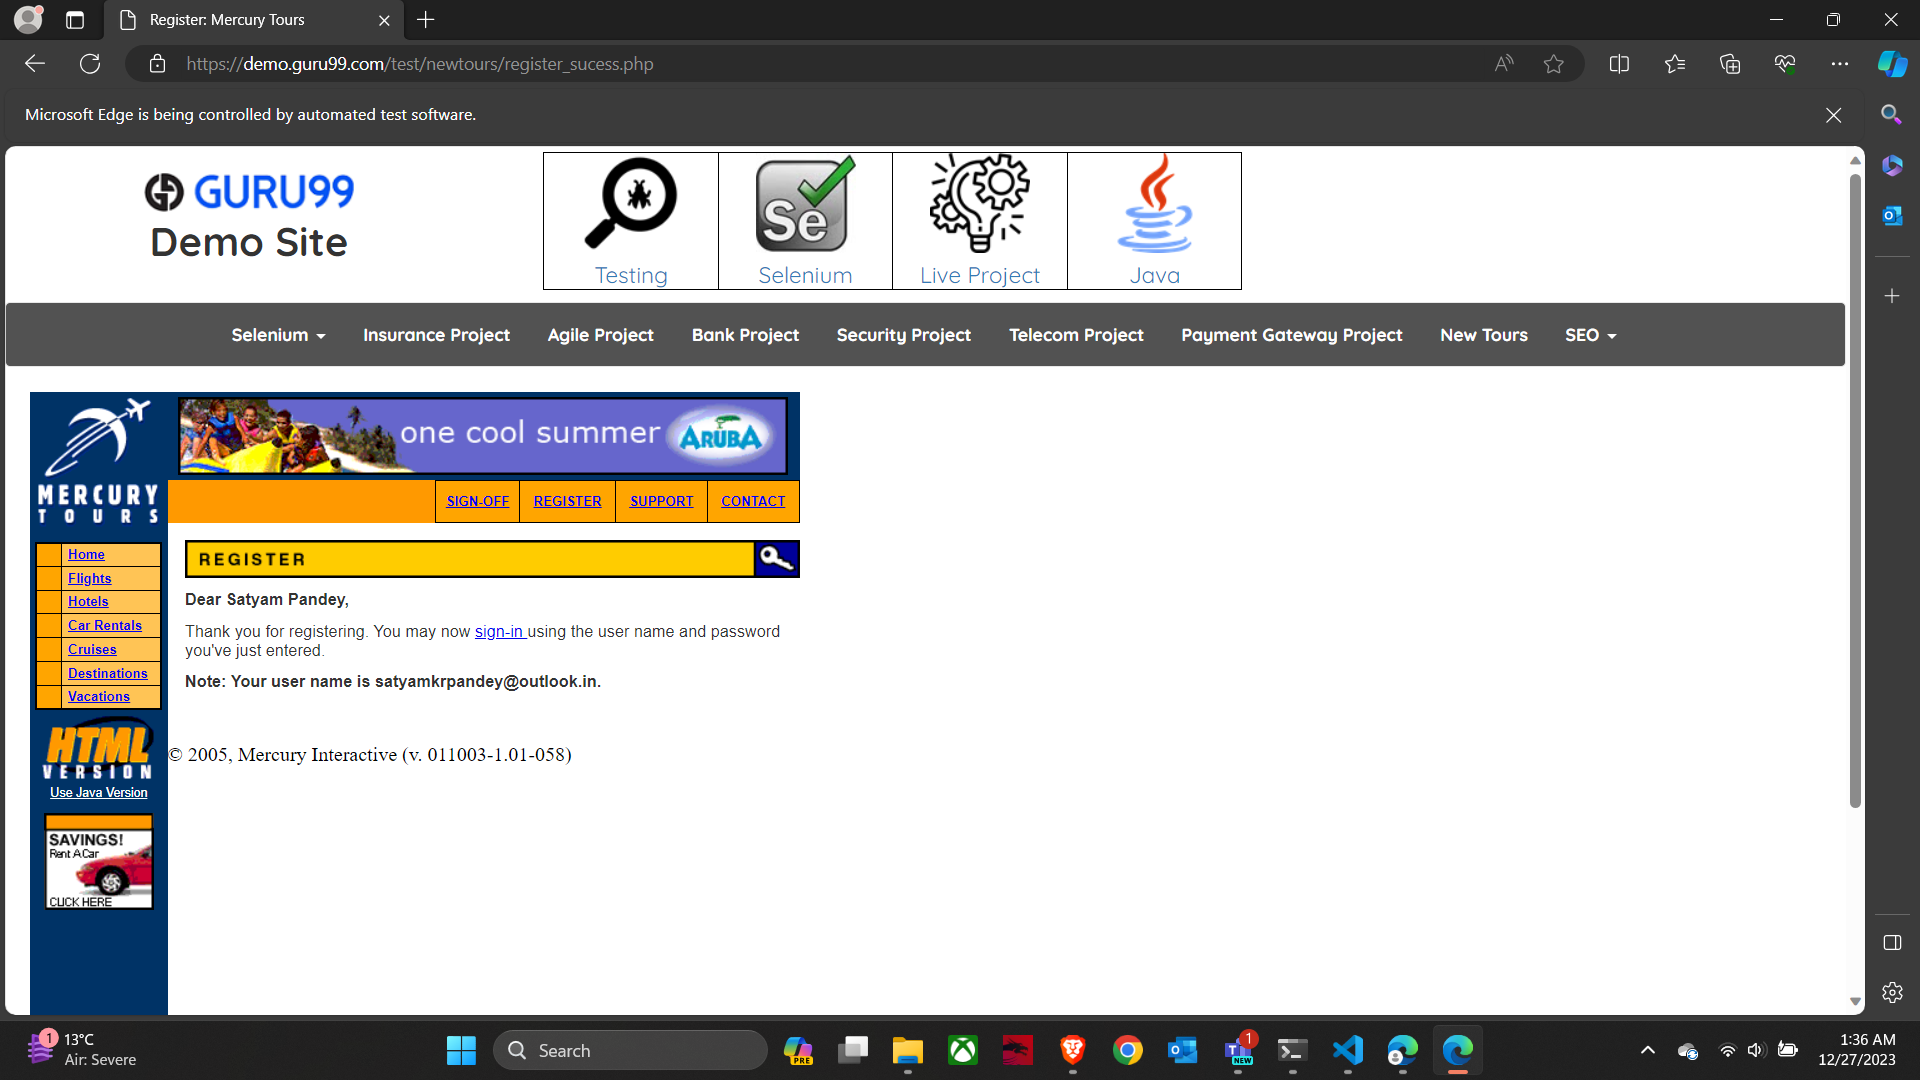 Register: Mercury Tours
https://demo.guru99.com/test/newtours/register_sucess.php
Microsoft Edge is being controlled by automated test software.
GURU99
Demo Site
Se
Testing
Selenium
Live Project
Java
Selenium
Insurance Project
Agile Project
Bank Project
Security Project
Telecom Project
Payment Gateway Project
New Tours
SEO
MERCURY
TOURS
one cool summer
ARUBA
SIGN-OFF
REGISTER
SUPPORT
CONTACT
Home
Flights
Hotels
Car Rentals
Cruises
Destinations
Vacations
HTML
VERSION
Use Java Version
SAVINGS!
Rent A Car
CLICK HERE
REGISTER
Dear Satyam Pandey,
Thank you for registering. You may now sign-in using the user name and password
you've just entered.
Note: Your user name is satyamkrpandey@outlook.in.
© 2005, Mercury Interactive (v. 011003-1.01-058)
1
13°C
Air: Severe
Search
PRE
1
NEW
1:36 AM
12/27/2023